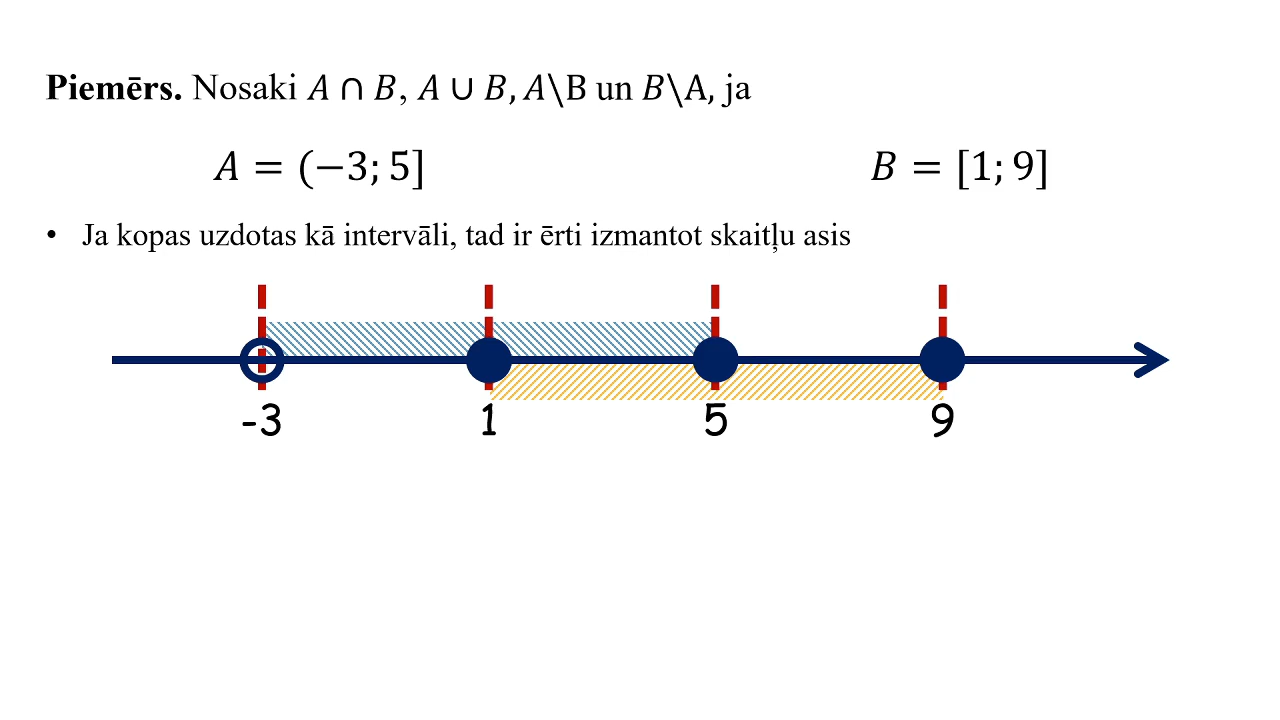 Piemērs. Nosaki A ∩ B, A ∪ B, A\B un B\A, ja
A = (−3; 5] B = [1; 9]
• Ja kopas uzdotas kā intervāli, tad ir ērti izmantot skaitļu asis
-3 1 5 9